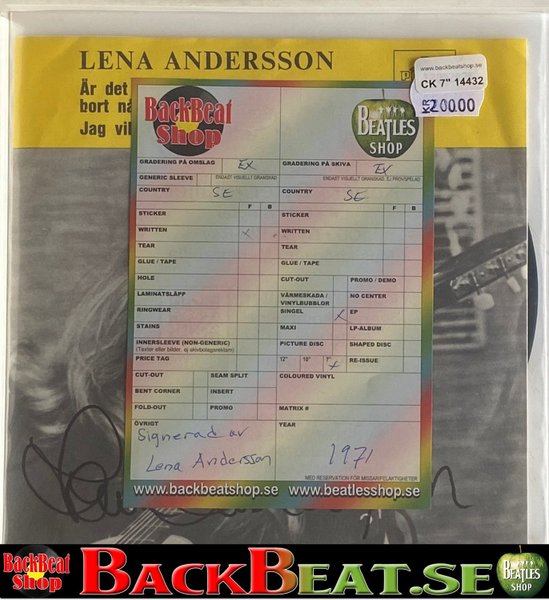 LENA ANDERSSON
www.backbeatshop.se
CK 7" 14432
KR 200.00
Är det
bort nå
Jag vil
BackBeat
Shop
BEATLES
SHOP
GRADERING PÅ OMSLAG EX
GRADERING PÅ SKIVA EX
GENERIC SLEEVE ENDAST VISUELLT GRANSKAD
ENDAST VISUELLT GRANSKAD, EJ PROVSPELAD
COUNTRY SE
COUNTRY SE
F B
F B
STICKER
STICKER
WRITTEN x
WRITTEN
TEAR
TEAR
GLUE / TAPE
GLUE / TAPE
HOLE
CUT-OUT PROMO / DEMO
LAMINATSLÄPP
VÄRMESKADA /
VINYLBUBBLOR
NO CENTER
RINGWEAR
SINGEL x EP
STAINS
MAXI LP-ALBUM
INNERSLEEVE (NON-GENERIC)
(Texter eller bilder, ej skivbolagsreklam)
PICTURE DISC SHAPED DISC
PRICE TAG
12" 10" 7" x RE-ISSUE
CUT-OUT SEAM SPLIT
COLOURED VINYL
BENT CORNER INSERT
FOLD-OUT PROMO
MATRIX #
ÖVRIGT
Signerad av
Lena Andersson
YEAR
1971
MED RESERVATION FÖR MISSAR/FELAKTIGHETER
www.backbeatshop.se www.beatlesshop.se
BackBeat
Shop
BACKBEAT.SE
BEATLES
SHOP